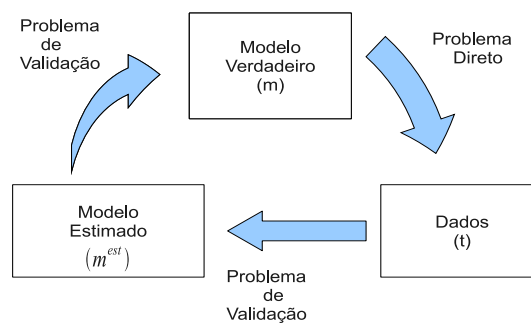 Problema
de
Validação
Modelo
Verdadeiro
(m)
Problema
Direto
Modelo
Estimado
(m^est)
Dados
(t)
Problema
de
Validação